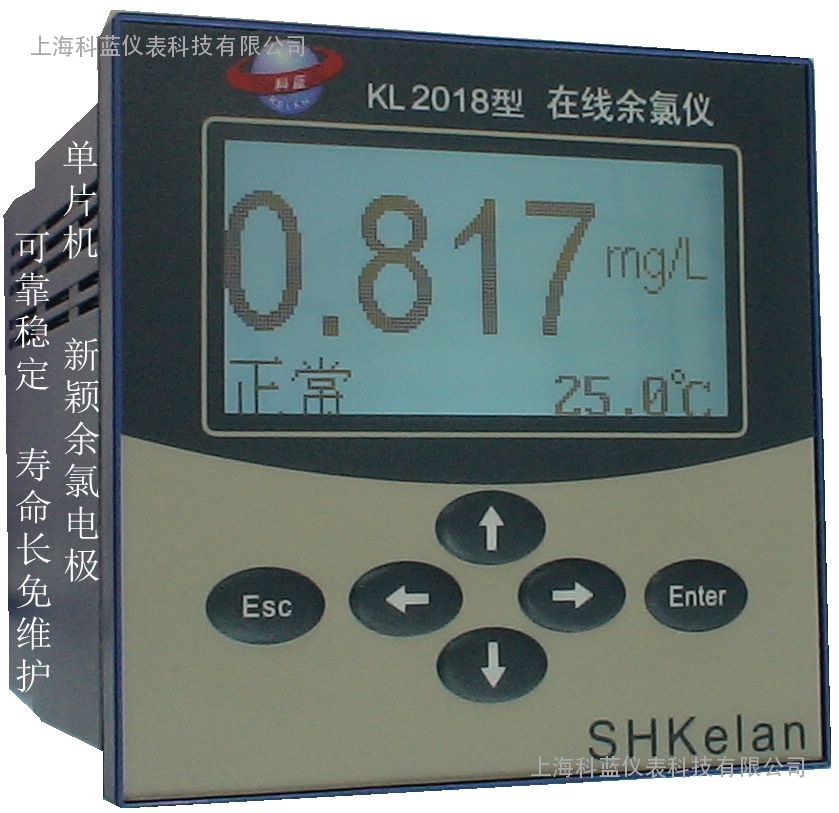 上海科蓝仪表科技有限公司
科蓝
KELAN
KL2018型 在线余氯仪
0.817 mg/L
正常 25.0℃
单片机 新颖余氯电极
可靠稳定 寿命长免维护
↑
Esc ← → Enter
↓
SHKelan
上海科蓝仪表科技有限公司